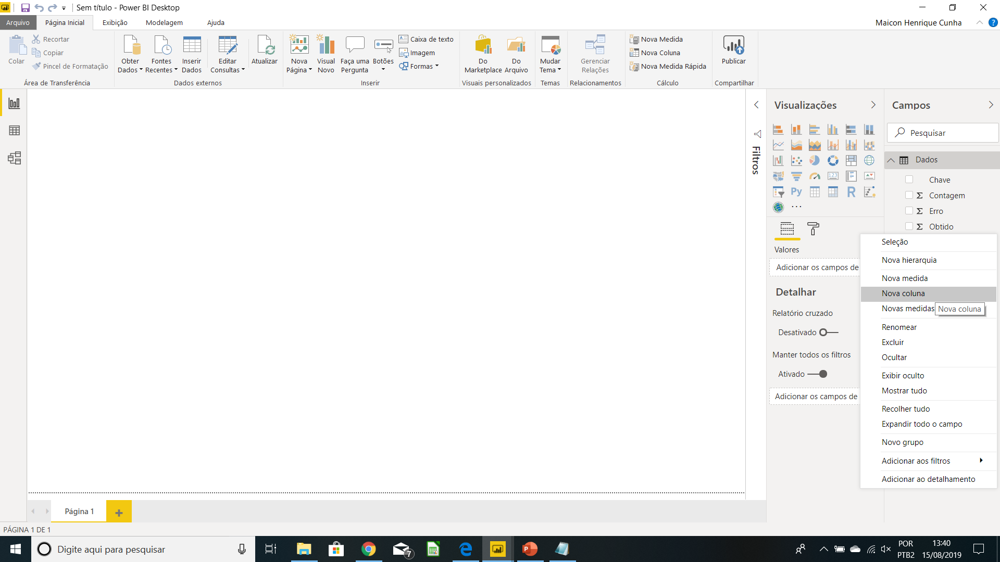 Sem título - Power BI Desktop
Arquivo
Página Inicial
Exibição
Modelagem
Ajuda
Maicon Henrique Cunha
?
Colar
Recortar
Copiar
Pincel de Formatação
Área de Transferência
Obter
Dados
Fontes
Recentes
Inserir
Dados
Editar
Consultas
Atualizar
Dados externos
Nova
Página
Visual
Novo
Faça uma
Pergunta
Botões
Caixa de texto
Imagem
Formas
Inserir
Do
Marketplace
Do
Arquivo
Visuais personalizados
Mudar
Tema
Temas
Gerenciar
Relações
Relacionamentos
Nova Medida
Nova Coluna
Nova Medida Rápida
Cálculo
Publicar
Compartilhar
Filtros
Visualizações
123
Py
R
...
Valores
Adicionar os campos de
Detalhar
Relatório cruzado
Desativado
Manter todos os filtros
Ativado
Adicionar os campos de
Campos
Pesquisar
Dados
Chave
Σ Contagem
Σ Erro
Σ Obtido
Seleção
Nova hierarquia
Nova medida
Nova coluna
Novas medidas
Nova coluna
Renomear
Excluir
Ocultar
Exibir oculto
Mostrar tudo
Recolher tudo
Expandir todo o campo
Novo grupo
Adicionar aos filtros
Adicionar ao detalhamento
Página 1
+
PÁGINA 1 DE 1
Digite aqui para pesquisar
7
POR
PTB2
13:40
15/08/2019